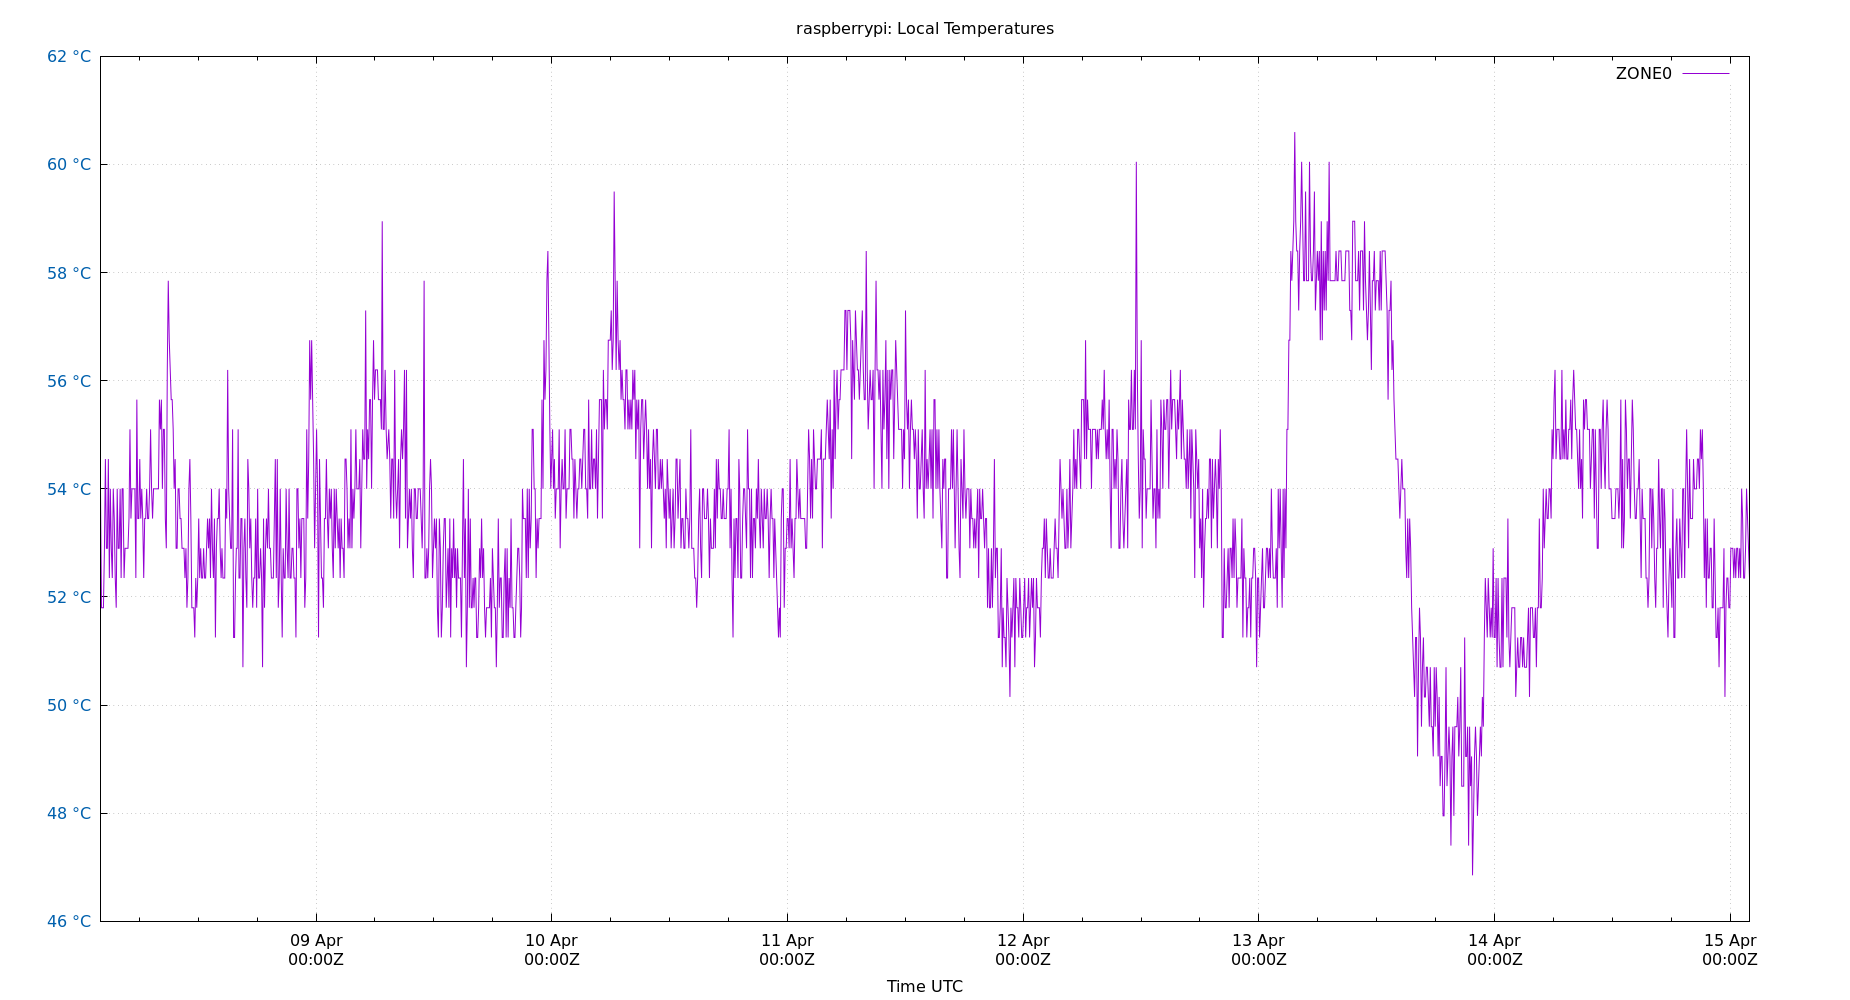 raspberrypi: Local Temperatures
62 °C
ZONE0
60 °C
58 °C
56 °C
54 °C
52 °C
50 °C
48 °C
46 °C
09 Apr 10 Apr 11 Apr 12 Apr 13 Apr 14 Apr 15 Apr
00:00Z 00:00Z 00:00Z 00:00Z 00:00Z 00:00Z 00:00Z
Time UTC